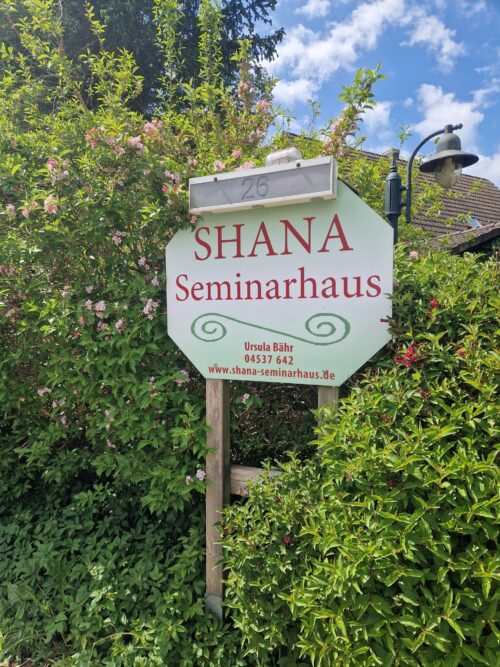 26
SHANA
Seminarhaus
Ursula Bähr
04537 642
www.shana-seminarhaus.de